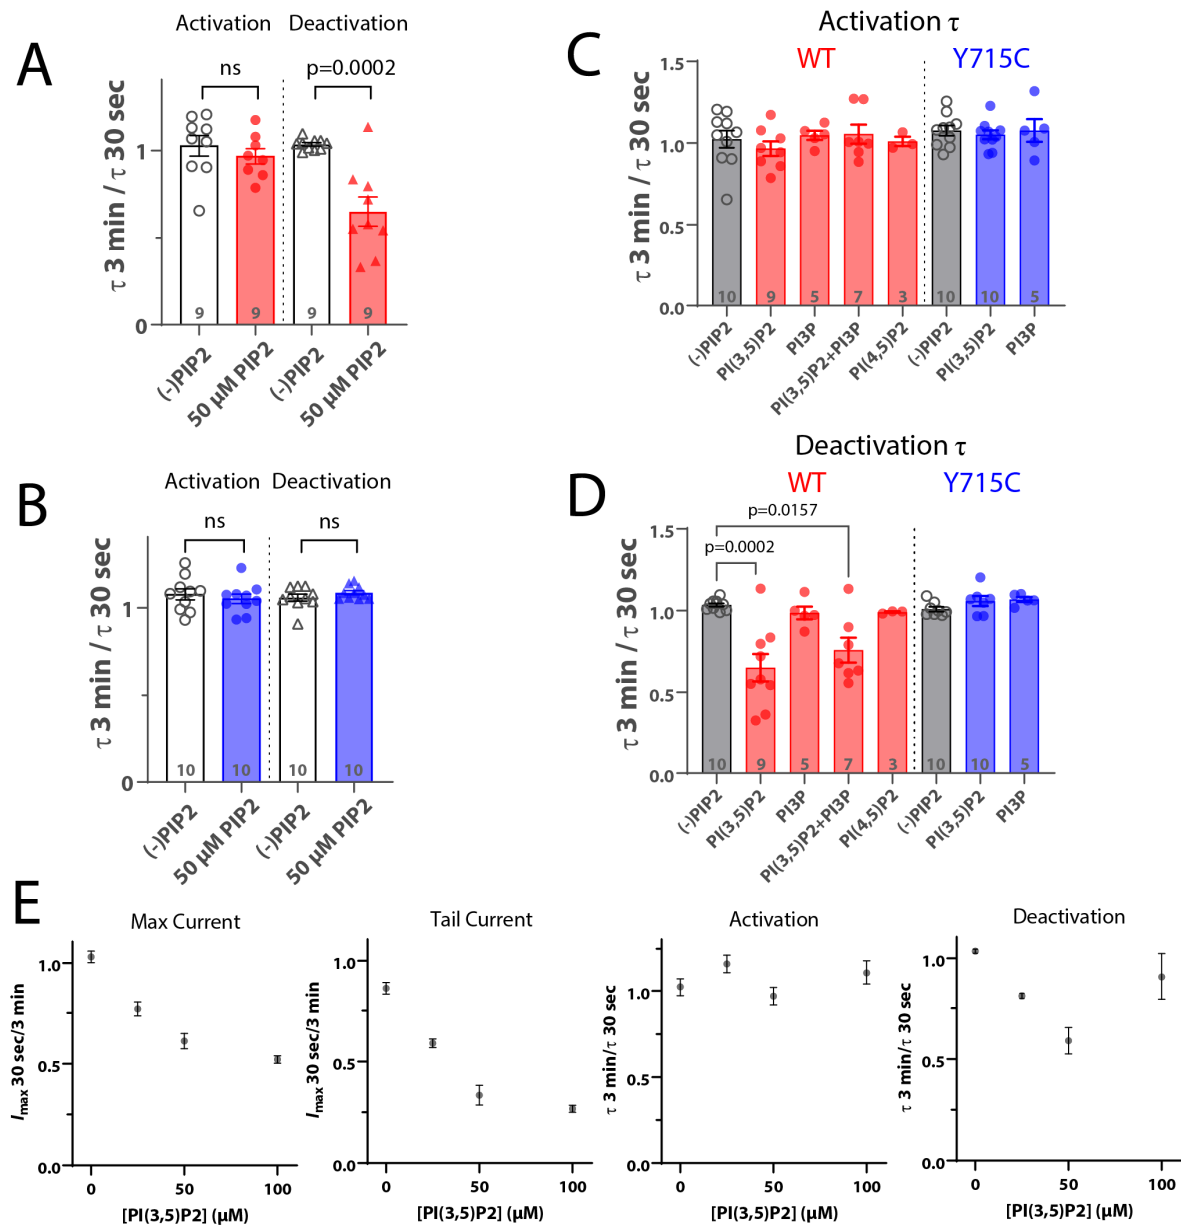 A
Activation
Deactivation
ns
p=0.0002
τ 3 min / τ 30 sec
1
0
9
9
9
9
(-)PIP2
50 µM PIP2
(-)PIP2
50 µM PIP2
C
Activation τ
WT
Y715C
τ 3 min / τ 30 sec
1.5
1.0
0.5
0.0
10
9
5
7
3
10
10
5
(-)PIP2
PI(3,5)P2
PI3P
PI(3,5)P2+PI3P
PI(4,5)P2
(-)PIP2
PI(3,5)P2
PI3P
B
Activation
Deactivation
ns
ns
τ 3 min / τ 30 sec
1
0
10
10
10
10
(-)PIP2
50 µM PIP2
(-)PIP2
50 µM PIP2
D
Deactivation τ
WT
Y715C
p=0.0157
p=0.0002
τ 3 min / τ 30 sec
1.5
1.0
0.5
0.0
10
9
5
7
3
10
10
5
(-)PIP2
PI(3,5)P2
PI3P
PI(3,5)P2+PI3P
PI(4,5)P2
(-)PIP2
PI(3,5)P2
PI3P
E
Max Current
Imax 30 sec/3 min
1.0
0.5
0.0
0
50
100
[PI(3,5)P2] (µM)
Tail Current
Imax 30 sec/3 min
1.0
0.5
0.0
0
50
100
[PI(3,5)P2] (µM)
Activation
τ 3 min/τ 30 sec
1.0
0.5
0.0
0
50
100
[PI(3,5)P2] (µM)
Deactivation
τ 3 min/τ 30 sec
1.0
0.5
0.0
0
50
100
[PI(3,5)P2] (µM)